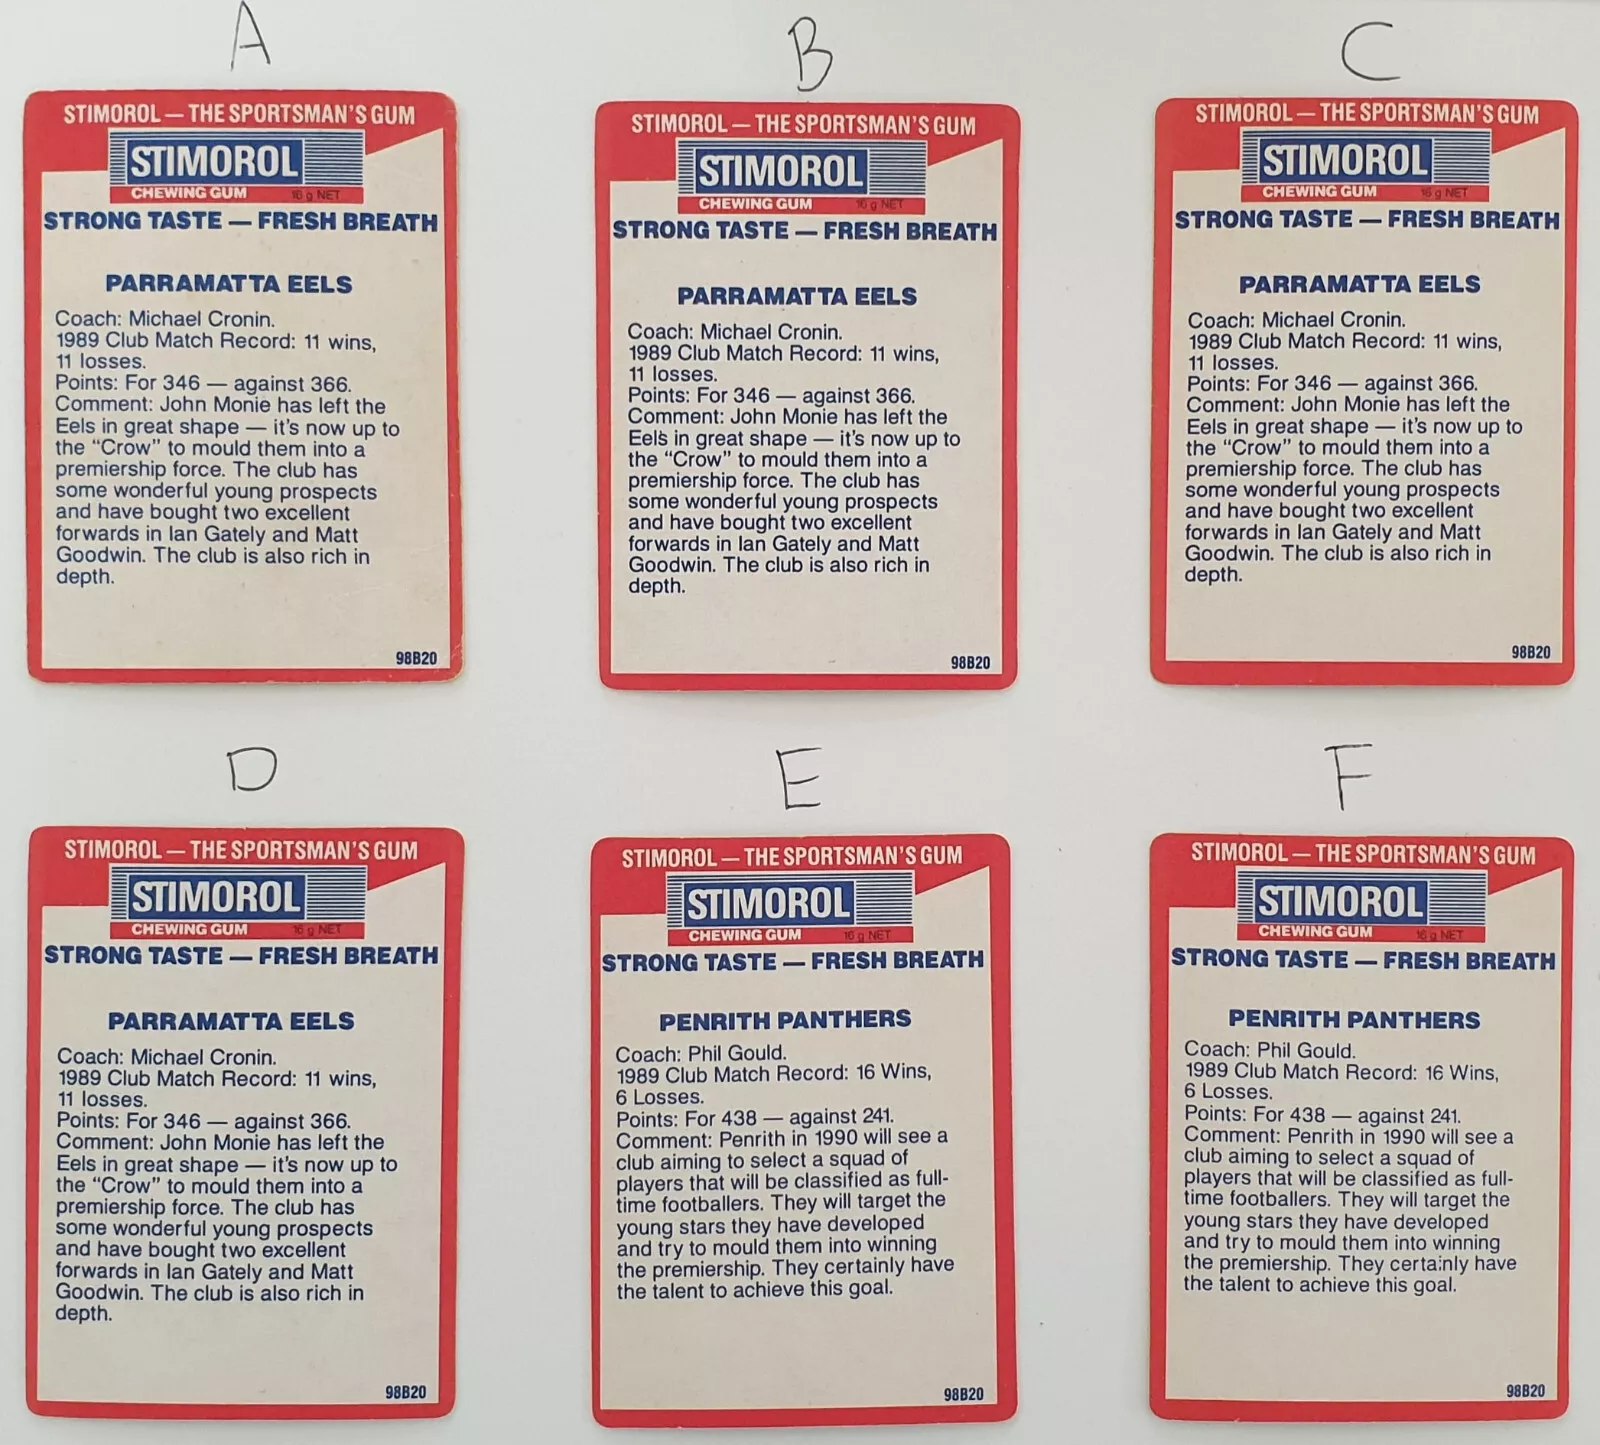 A
STIMOROL — THE SPORTSMAN'S GUM
STIMOROL
CHEWING GUM 16 g NET
STRONG TASTE — FRESH BREATH
PARRAMATTA EELS
Coach: Michael Cronin.
1989 Club Match Record: 11 wins,
11 losses.
Points: For 346 — against 366.
Comment: John Monie has left the
Eels in great shape — it's now up to
the “Crow” to mould them into a
premiership force. The club has
some wonderful young prospects
and have bought two excellent
forwards in Ian Gately and Matt
Goodwin. The club is also rich in
depth.
98B20
B
STIMOROL — THE SPORTSMAN'S GUM
STIMOROL
CHEWING GUM 16 g NET
STRONG TASTE — FRESH BREATH
PARRAMATTA EELS
Coach: Michael Cronin.
1989 Club Match Record: 11 wins,
11 losses.
Points: For 346 — against 366.
Comment: John Monie has left the
Eels in great shape — it's now up to
the “Crow” to mould them into a
premiership force. The club has
some wonderful young prospects
and have bought two excellent
forwards in Ian Gately and Matt
Goodwin. The club is also rich in
depth.
98B20
C
STIMOROL — THE SPORTSMAN'S GUM
STIMOROL
CHEWING GUM 16 g NET
STRONG TASTE — FRESH BREATH
PARRAMATTA EELS
Coach: Michael Cronin.
1989 Club Match Record: 11 wins,
11 losses.
Points: For 346 — against 366.
Comment: John Monie has left the
Eels in great shape — it's now up to
the “Crow” to mould them into a
premiership force. The club has
some wonderful young prospects
and have bought two excellent
forwards in Ian Gately and Matt
Goodwin. The club is also rich in
depth.
98B20
D
STIMOROL — THE SPORTSMAN'S GUM
STIMOROL
CHEWING GUM 16 g NET
STRONG TASTE — FRESH BREATH
PARRAMATTA EELS
Coach: Michael Cronin.
1989 Club Match Record: 11 wins,
11 losses.
Points: For 346 — against 366.
Comment: John Monie has left the
Eels in great shape — it's now up to
the “Crow” to mould them into a
premiership force. The club has
some wonderful young prospects
and have bought two excellent
forwards in Ian Gately and Matt
Goodwin. The club is also rich in
depth.
98B20
E
STIMOROL — THE SPORTSMAN'S GUM
STIMOROL
CHEWING GUM 16 g NET
STRONG TASTE — FRESH BREATH
PENRITH PANTHERS
Coach: Phil Gould.
1989 Club Match Record: 16 Wins,
6 Losses.
Points: For 438 — against 241.
Comment: Penrith in 1990 will see a
club aiming to select a squad of
players that will be classified as full-
time footballers. They will target the
young stars they have developed
and try to mould them into winning
the premiership. They certainly have
the talent to achieve this goal.
98B20
F
STIMOROL — THE SPORTSMAN'S GUM
STIMOROL
CHEWING GUM 16 g NET
STRONG TASTE — FRESH BREATH
PENRITH PANTHERS
Coach: Phil Gould.
1989 Club Match Record: 16 Wins,
6 Losses.
Points: For 438 — against 241.
Comment: Penrith in 1990 will see a
club aiming to select a squad of
players that will be classified as full-
time footballers. They will target the
young stars they have developed
and try to mould them into winning
the premiership. They certainly have
the talent to achieve this goal.
98B20